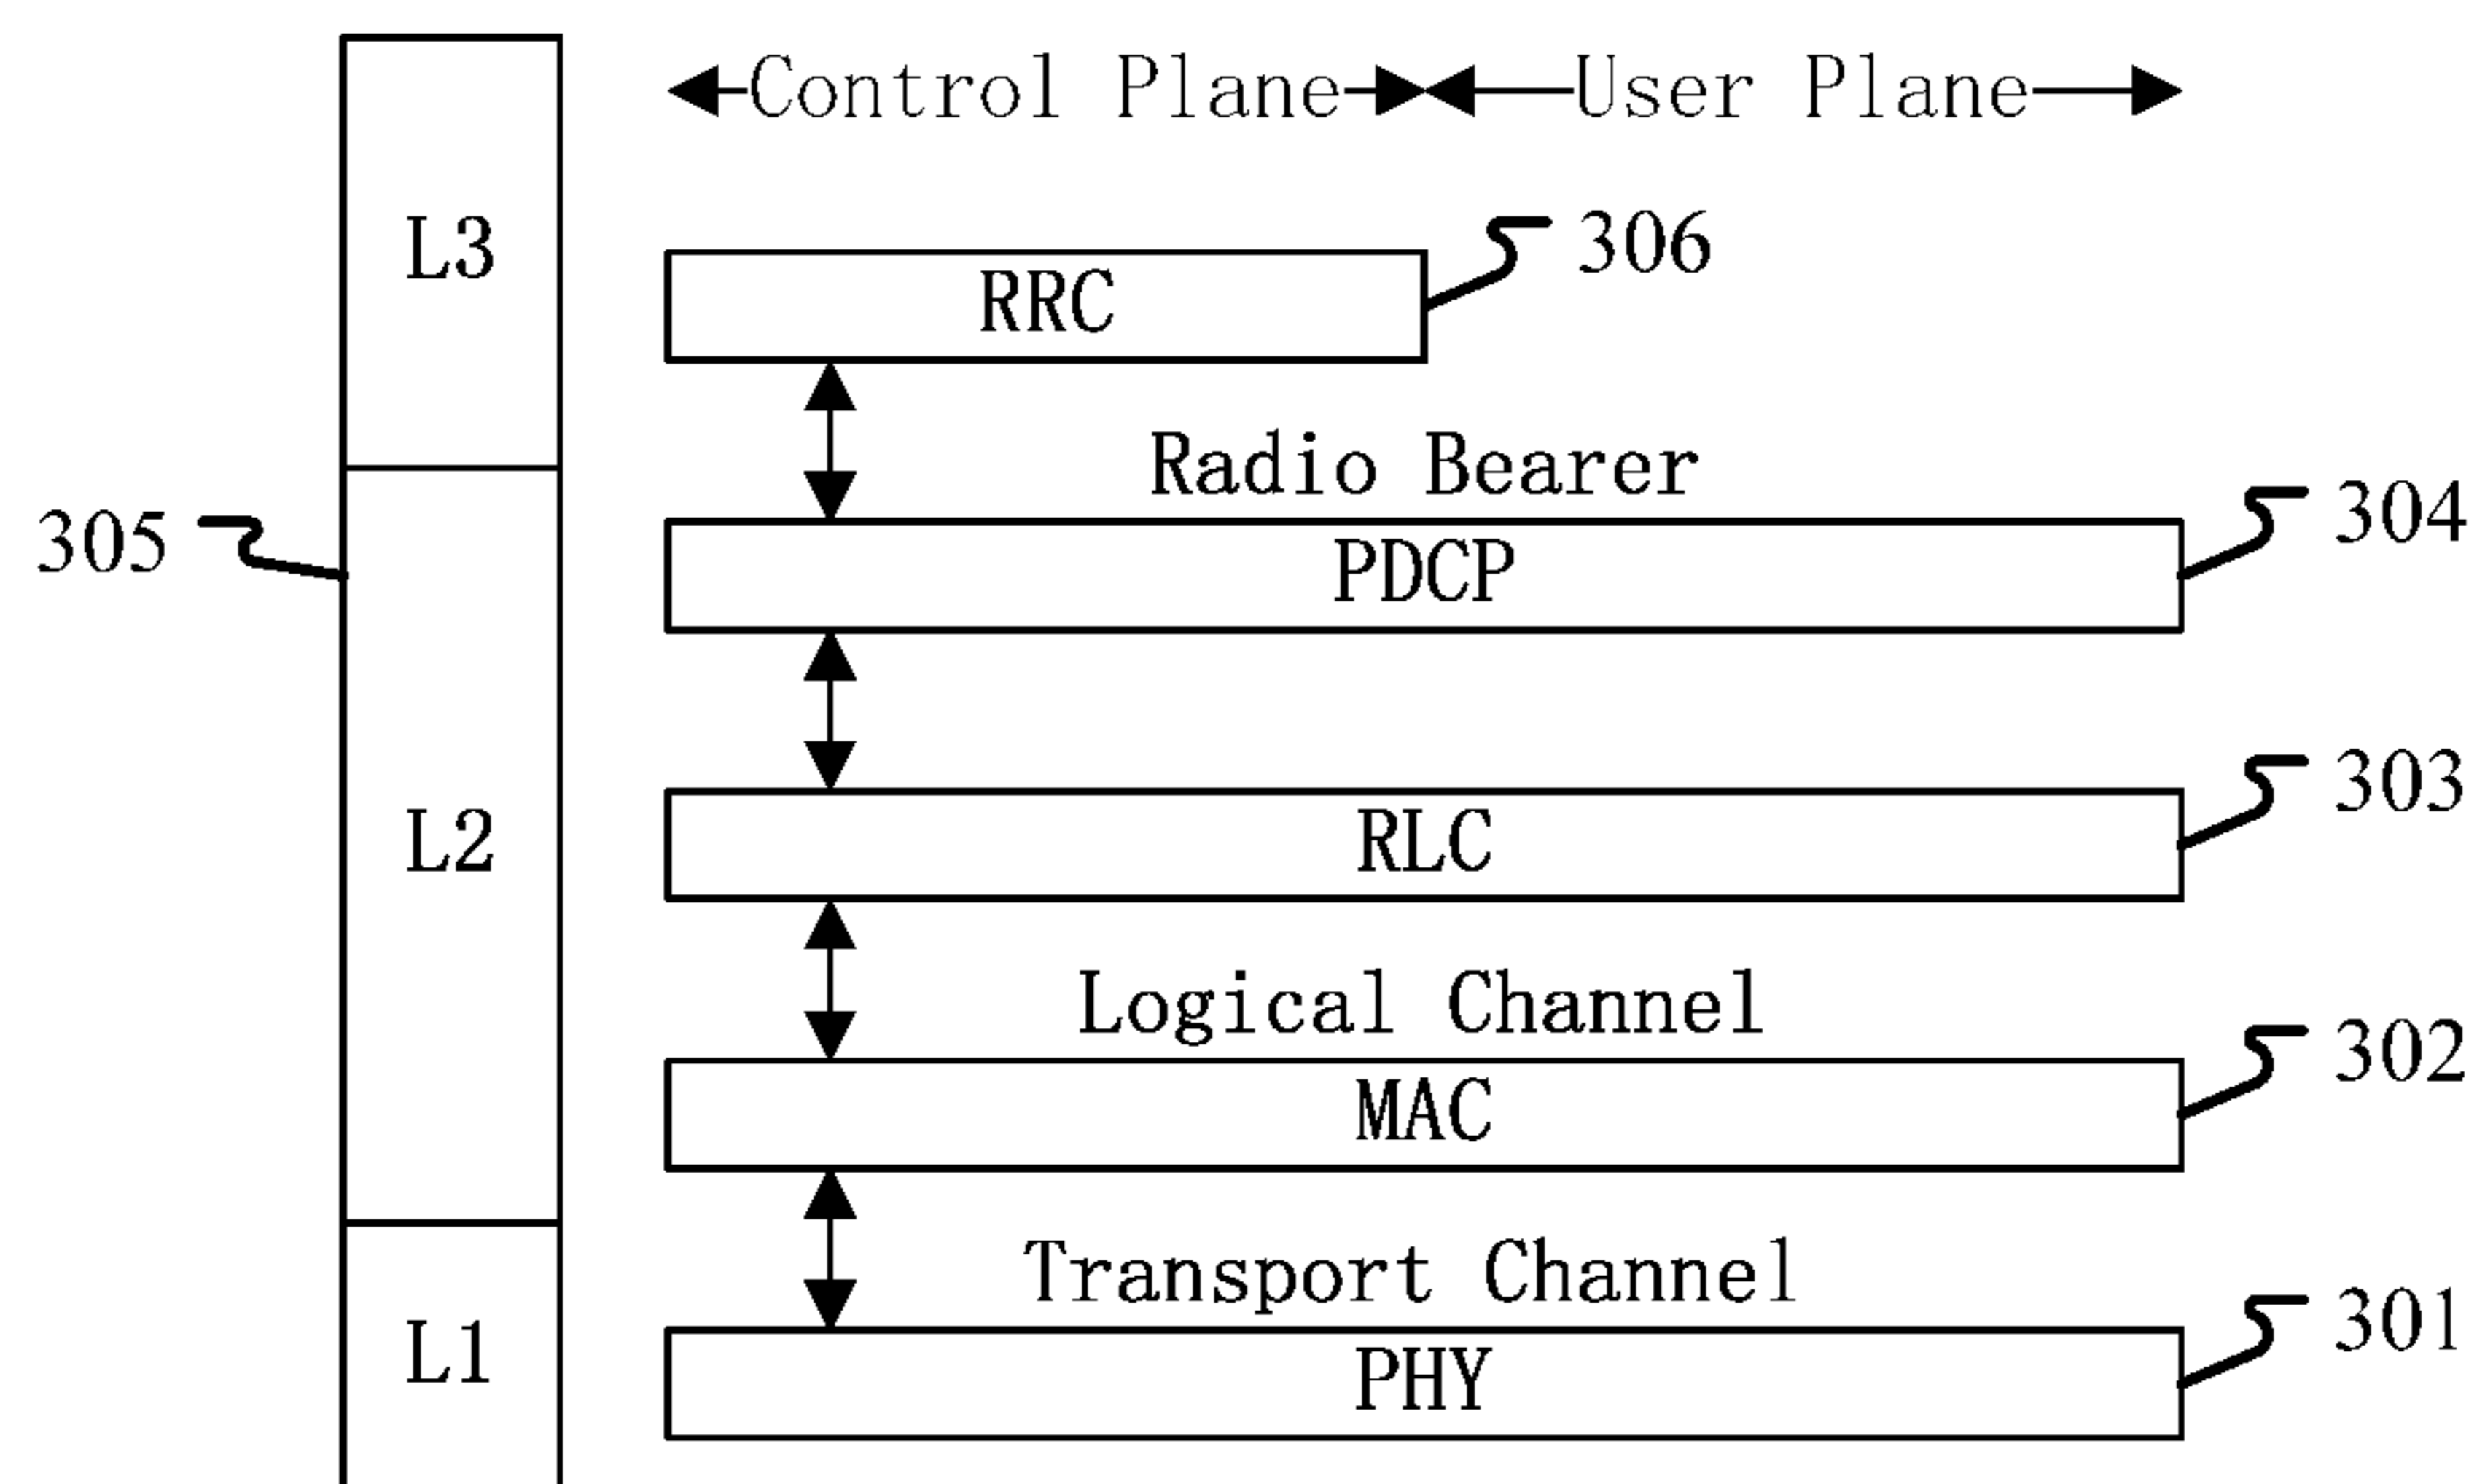 Control Plane User Plane
L3
306
RRC
Radio Bearer
304
305
PDCP
303
L2
RLC
Logical Channel
302
MAC
Transport Channel
301
L1
PHY